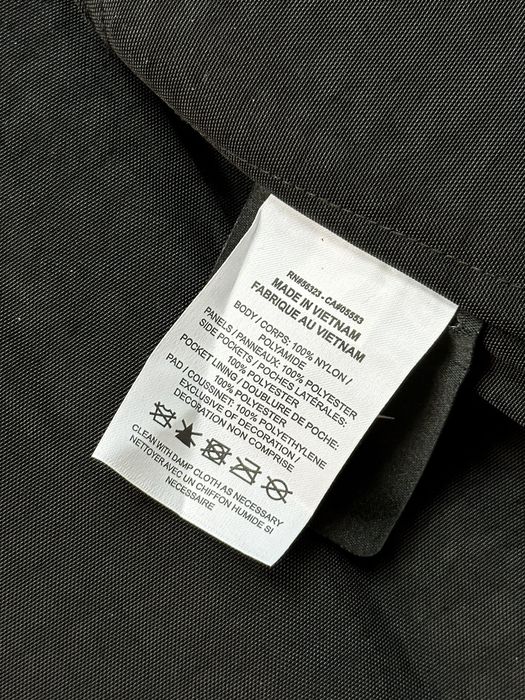 RN#56323 - CA#05553
MADE IN VIETNAM
FABRIQUE AU VIETNAM
BODY / CORPS: 100% NYLON /
POLYAMIDE
PANELS / PANNEAUX: 100% POLYESTER
SIDE POCKETS / POCHES LATÉRALES:
100% POLYESTER
POCKET LINING / DOUBLURE DE POCHE:
100% POLYESTER
PAD / COUSSINET: 100% POLYETHYLENE
EXCLUSIVE OF DECORATION /
DECORATION NON COMPRISE
CLEAN WITH DAMP CLOTH AS NECESSARY
NETTOYER AVEC UN CHIFFON HUMIDE SI
NECESSAIRE